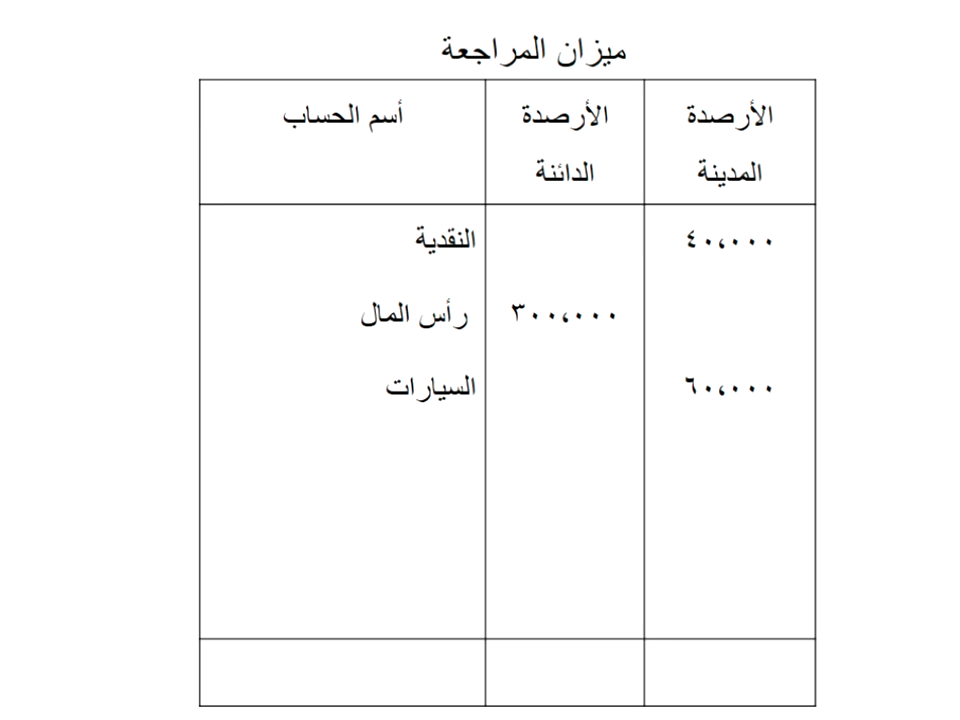 ميزان المراجعة
الأرصدة المدينة
الأرصدة الدائنة
أسم الحساب
٤٠،٠٠٠ النقدية
٣٠٠،٠٠٠ رأس المال
٦٠،٠٠٠ السيارات